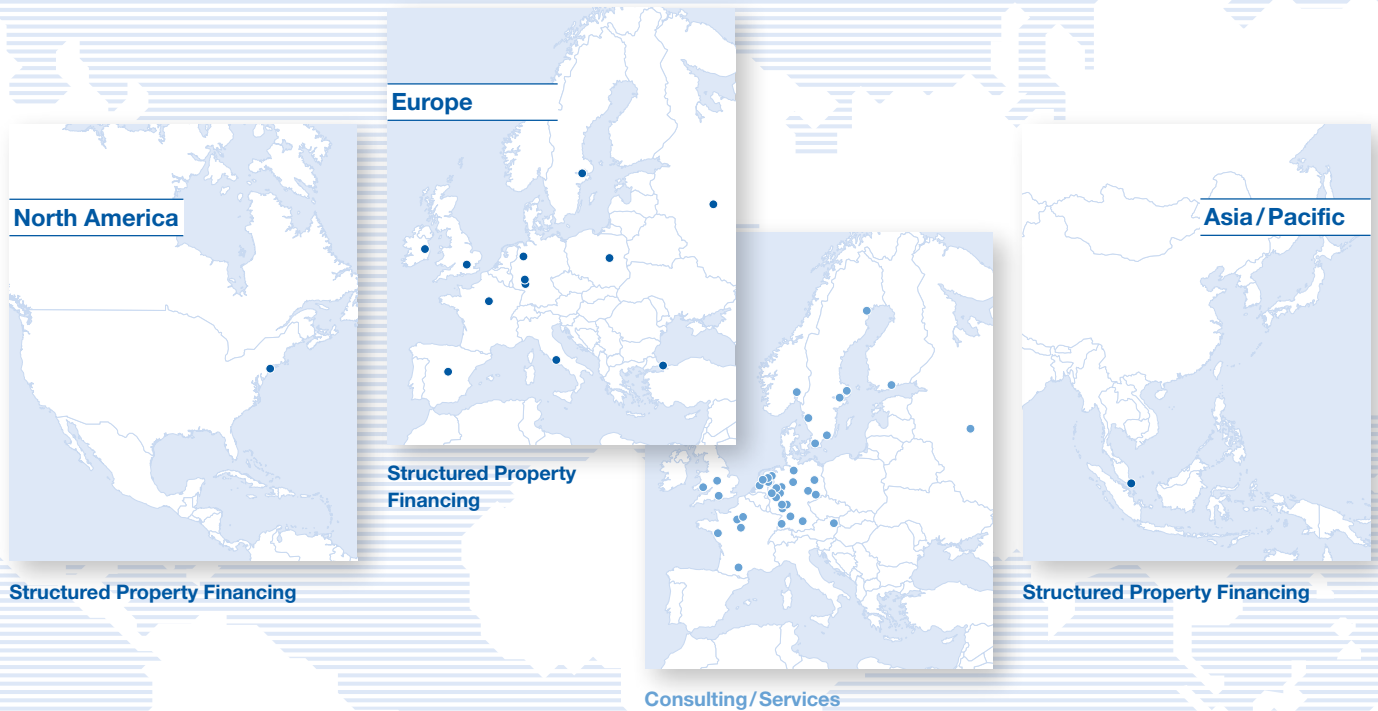 Europe
North America
Asia/Pacific
Structured Property
Financing
Structured Property Financing
Structured Property Financing
Consulting/Services